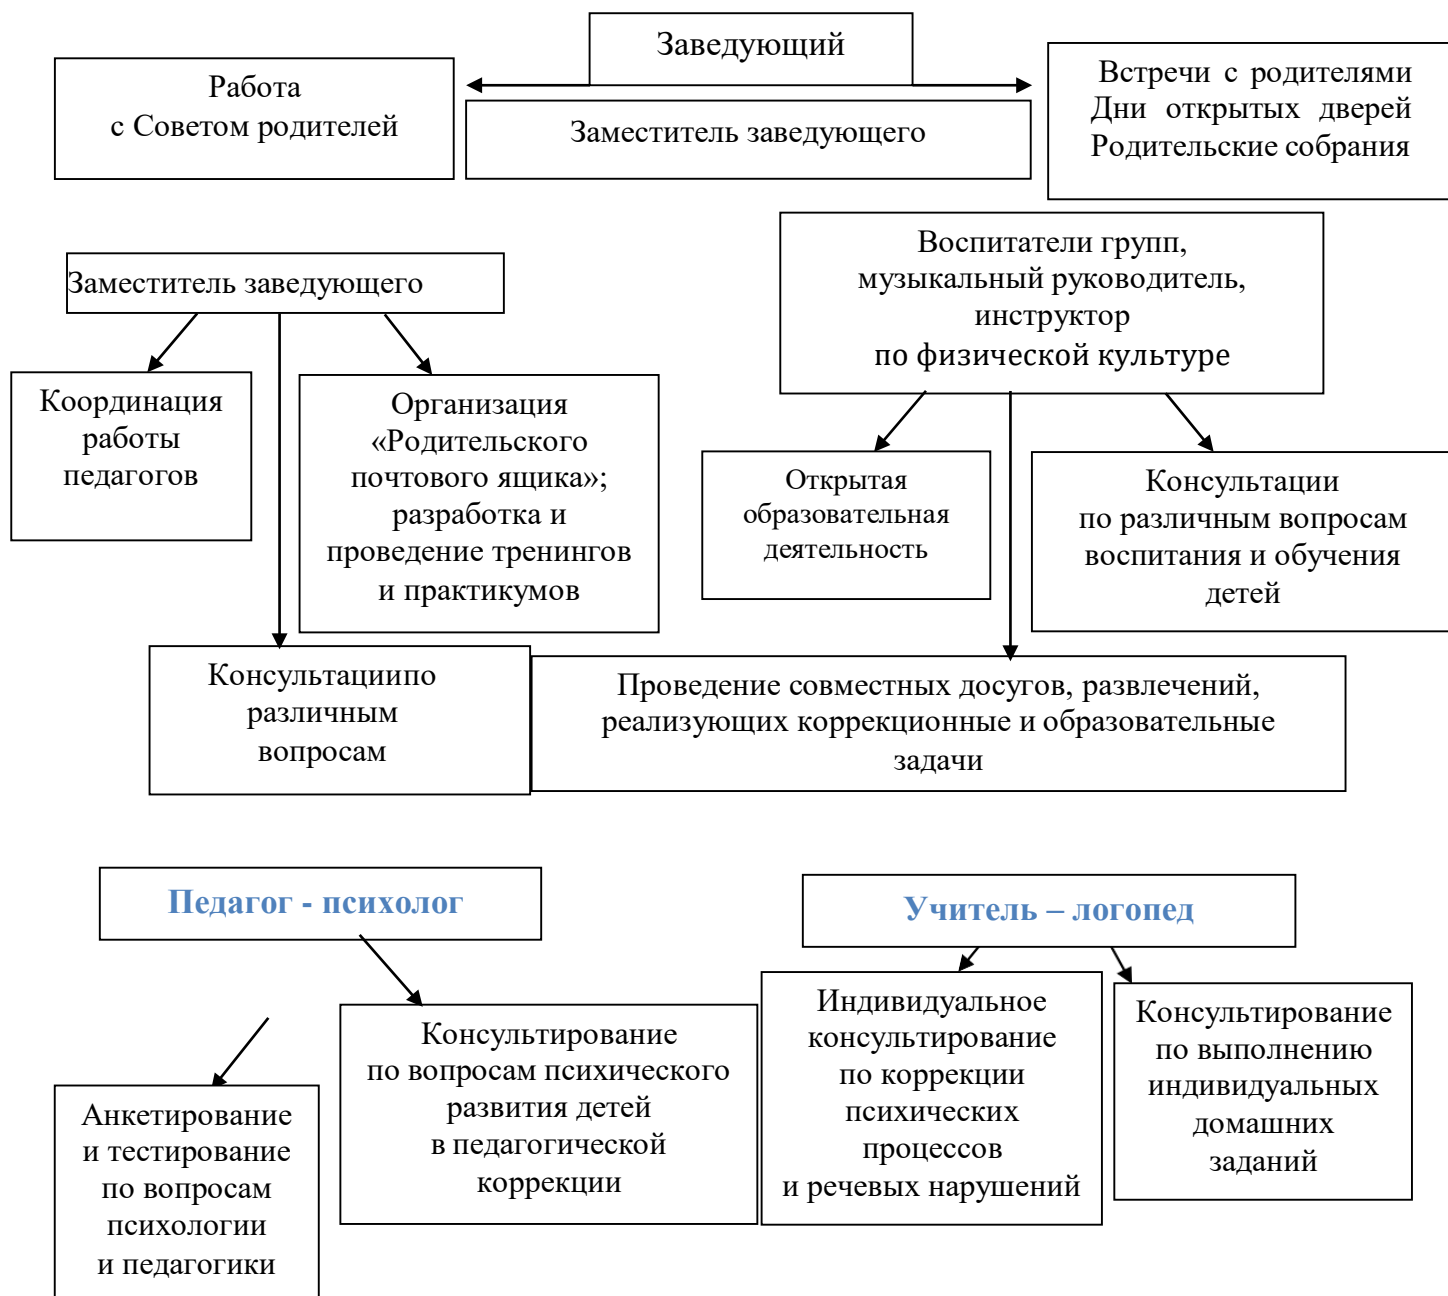 Заведующий
Работа
с Советом родителей
Заместитель заведующего
Встречи с родителями
Дни открытых дверей
Родительские собрания
Заместитель заведующего
Воспитатели групп,
музыкальный руководитель,
инструктор
по физической культуре
Координация
работы
педагогов
Организация
«Родительского
почтового ящика»;
разработка и
проведение тренингов
и практикумов
Открытая
образовательная
деятельность
Консультации
по различным вопросам
воспитания и обучения
детей
Консультациипо
различным
вопросам
Проведение совместных досугов, развлечений,
реализующих коррекционные и образовательные
задачи
Педагог - психолог
Учитель – логопед
Анкетирование
и тестирование
по вопросам
психологии
и педагогики
Консультирование
по вопросам психического
развития детей
в педагогической
коррекции
Индивидуальное
консультирование
по коррекции
психических
процессов
и речевых нарушений
Консультирование
по выполнению
индивидуальных
домашних
заданий